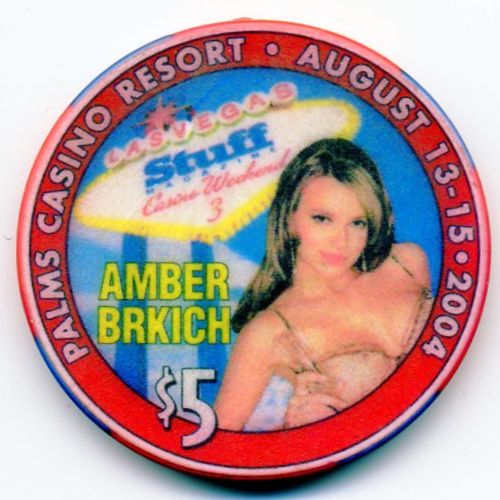 PALMS CASINO RESORT • AUGUST 13-15 • 2004
LAS VEGAS
Stuff
MAGAZINE
Casino Weekend
3
AMBER
BRKICH
$5